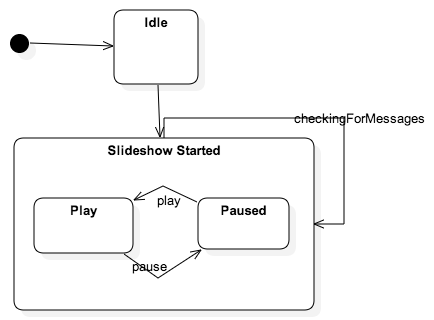 Idle
checkingForMessages
Slideshow Started
play
Play
Paused
pause